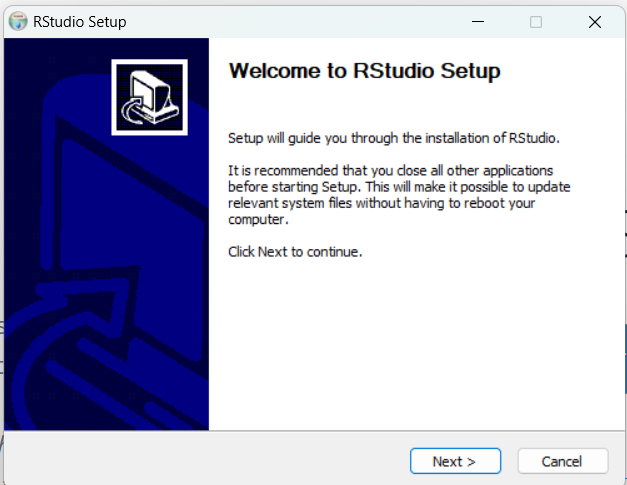 RStudio Setup
Welcome to RStudio Setup
Setup will guide you through the installation of RStudio.
It is recommended that you close all other applications
before starting Setup. This will make it possible to update
relevant system files without having to reboot your
computer.
Click Next to continue.
Next >
Cancel